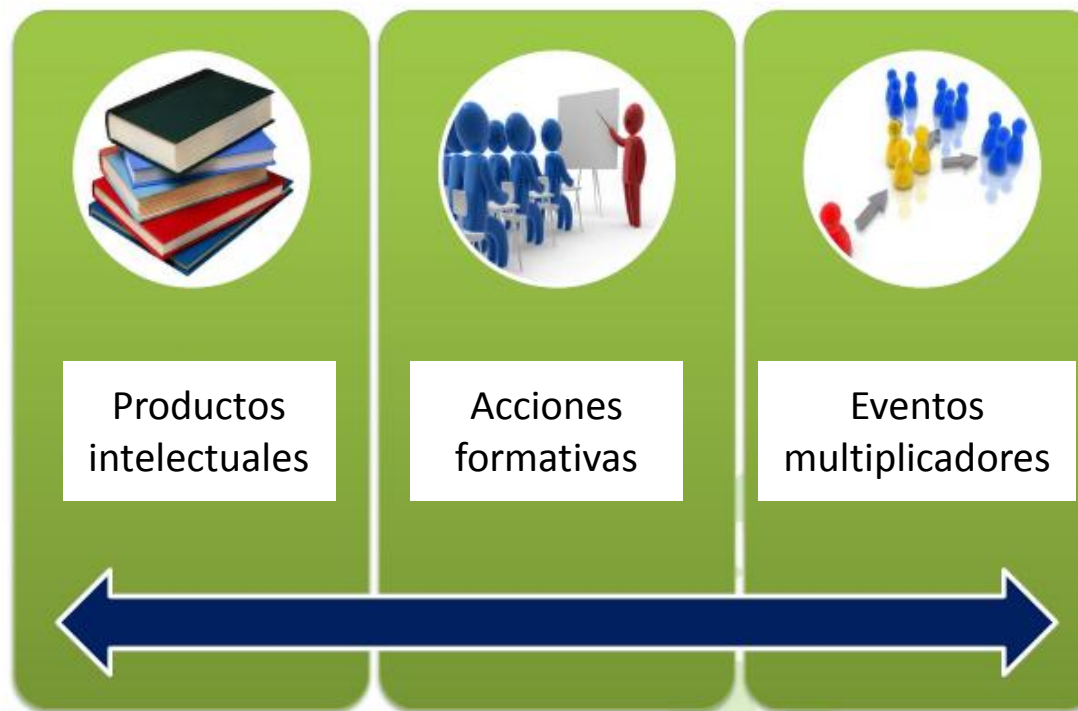 Productos
intelectuales
Acciones
formativas
Eventos
multiplicadores